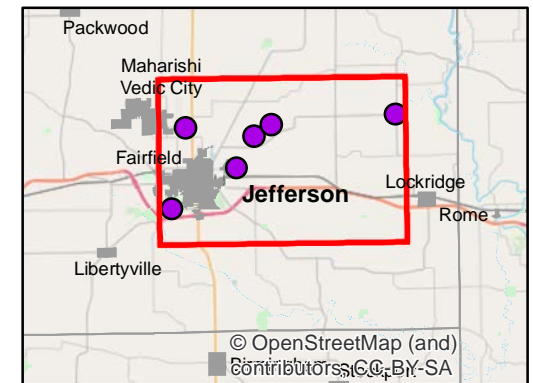 Packwood
Maharishi
Vedic City
Fairfield
Jefferson
Lockridge
Rome
Libertyville
© OpenStreetMap (and)
contributors, CC-BY-SA